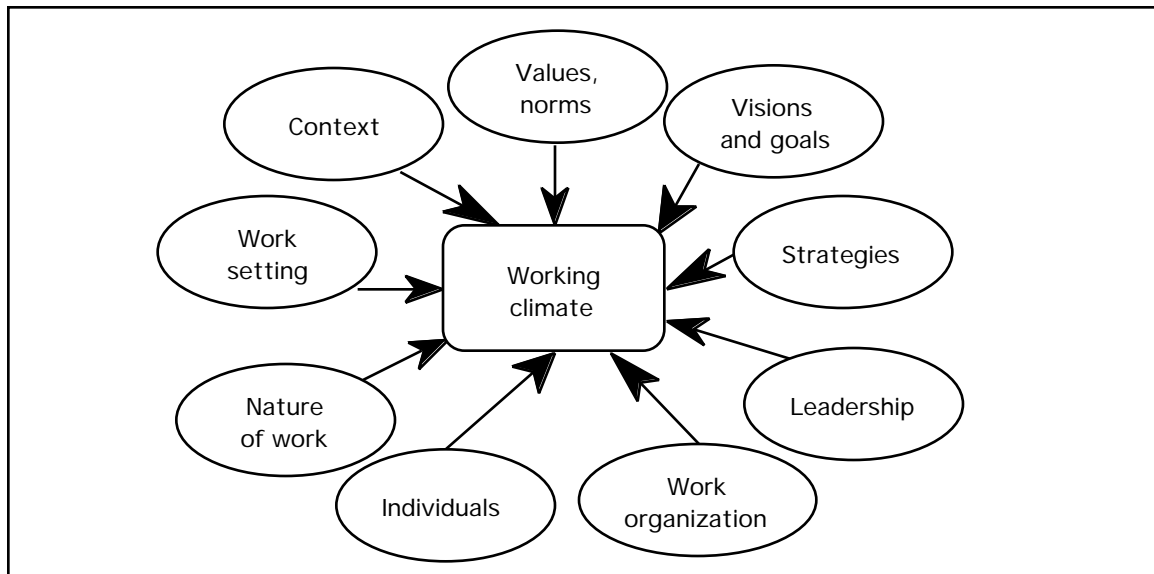 Values,
norms
Visions
and goals
Context
Work
setting
Strategies
Working
climate
Nature
of work
Leadership
Individuals
Work
organization